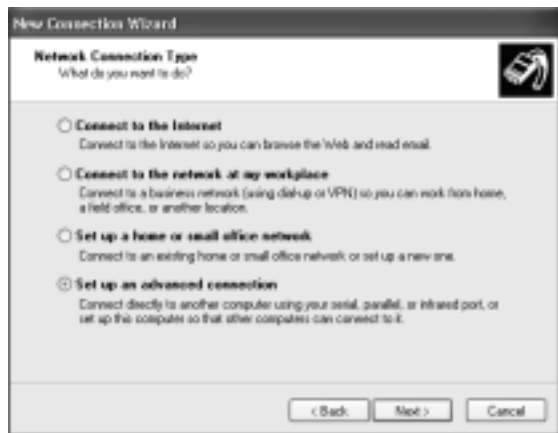 New Connection Wizard
Network Connection Type
What do you want to do?
Connect to the Internet
Connect to the Internet so you can browse the Web and read email.
Connect to the network at my workplace
Connect to a business network (using dial-up or VPN) so you can work from home,
a field office, or another location.
Set up a home or small office network
Connect to an existing home or small office network or set up a new one.
Set up an advanced connection
Connect directly to another computer using your serial, parallel, or infrared port, or
set up this computer so that other computers can connect to it.
< Back Next > Cancel